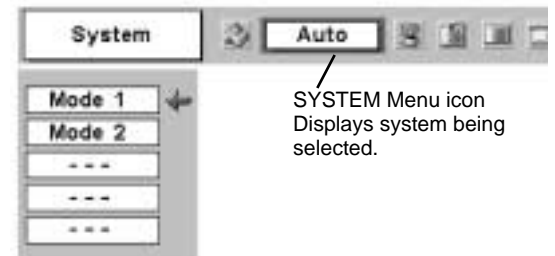 System
Auto
Mode 1
Mode 2
- - -
- - -
- - -
SYSTEM Menu icon
Displays system being
selected.